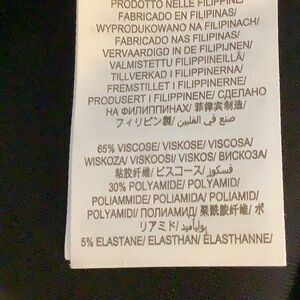 PRODOTTO NELLE FILIPPINE/
FABRICADO EN FILIPINAS/
WYPRODUKOWANO NA FILIPINACH/
FABRICADO NAS FILIPINAS/
VERVAARDIGD IN DE FILIPIJNEN/
VALMISTETTU FILIPPIINEILLÄ/
TILLVERKAD I FILIPPINERNA/
FREMSTILLET I FILIPPINERNE/
PRODUSERT I FILIPPINENE/ СДЕЛАНО
НА ФИЛИППИНАХ/ 菲律宾制造/
フィリピン製/ صنع في الفلبين/
65% VISCOSE/ VISKOSE/ VISCOSA/
WISKOZA/ VISKOOSI/ VISKOS/ ВИСКОЗА/
粘胶纤维/ ビスコース/ فسكوز/
30% POLYAMIDE/ POLYAMID/
POLIAMMIDE/ POLIAMIDA/ POLIAMID/
POLYAMIDI/ ПОЛИАМИД/ 聚酰胺纤维/ ポ
リアミド/ بولياميد/
5% ELASTANE/ ELASTHAN/ ÉLASTHANNE/